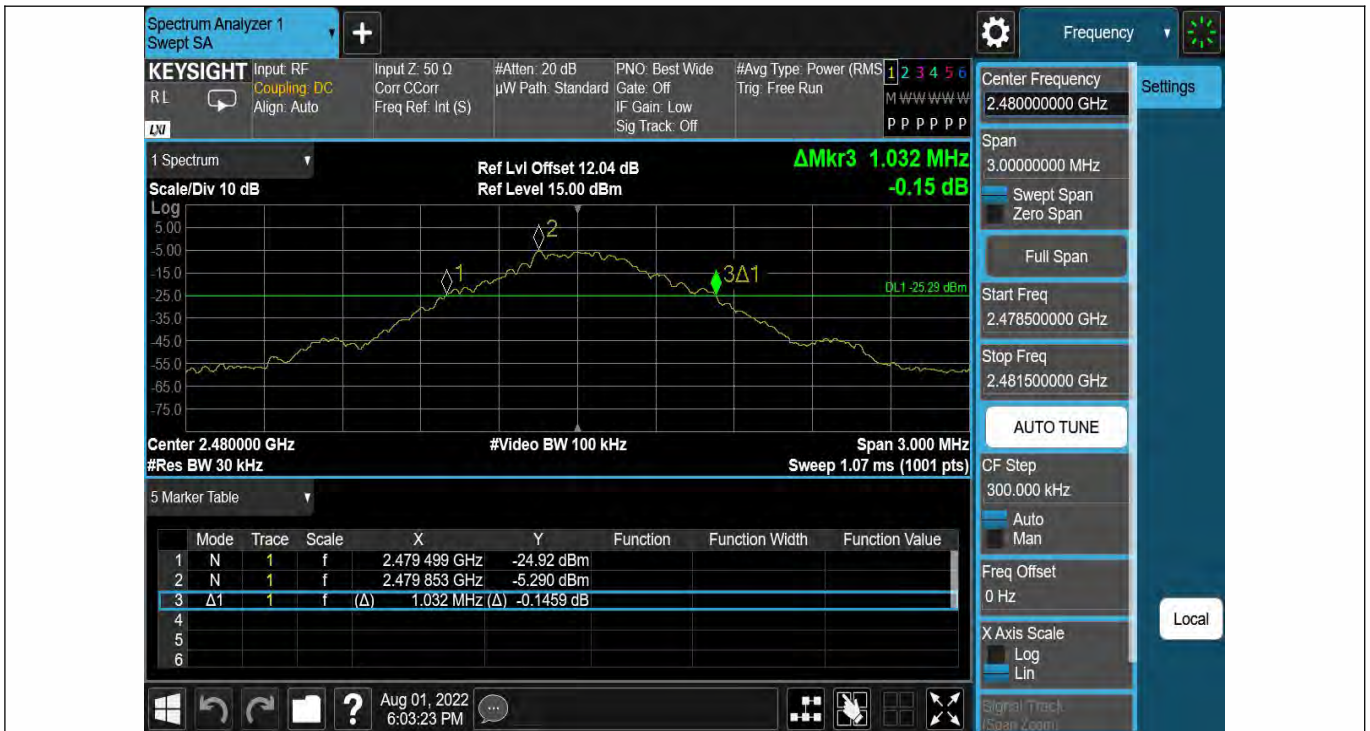 Spectrum Analyzer 1
Swept SA
Frequency
KEYSIGHT
RL
LXI
Input: RF
Coupling: DC
Align: Auto
Input Z: 50 Ω
Corr CCorr
Freq Ref: Int (S)
#Atten: 20 dB
µW Path: Standard
PNO: Best Wide
Gate: Off
IF Gain: Low
Sig Track: Off
#Avg Type: Power (RMS
Trig: Free Run
1 2 3 4 5 6
M W W W W W
P P P P P P
1 Spectrum
Scale/Div 10 dB
Ref Lvl Offset 12.04 dB
Ref Level 15.00 dBm
ΔMkr3 1.032 MHz
-0.15 dB
Log
5.00
-5.00
-15.0
-25.0
-35.0
-45.0
-55.0
-65.0
-75.0
1
2
3Δ1
DL1 -25.29 dBm
Center 2.480000 GHz
#Video BW 100 kHz
Span 3.000 MHz
#Res BW 30 kHz
Sweep 1.07 ms (1001 pts)
5 Marker Table
Mode Trace Scale X Y Function Function Width Function Value
1 N 1 f 2.479 499 GHz -24.92 dBm
2 N 1 f 2.479 853 GHz -5.290 dBm
3 Δ1 1 f (Δ) 1.032 MHz (Δ) -0.1459 dB
4
5
6
?
Aug 01, 2022
6:03:23 PM
Center Frequency
2.480000000 GHz
Settings
Span
3.00000000 MHz
Swept Span
Zero Span
Full Span
Start Freq
2.478500000 GHz
Stop Freq
2.481500000 GHz
AUTO TUNE
CF Step
300.000 kHz
Auto
Man
Freq Offset
0 Hz
X Axis Scale
Log
Lin
Signal Track
(Span Zoom)
Local